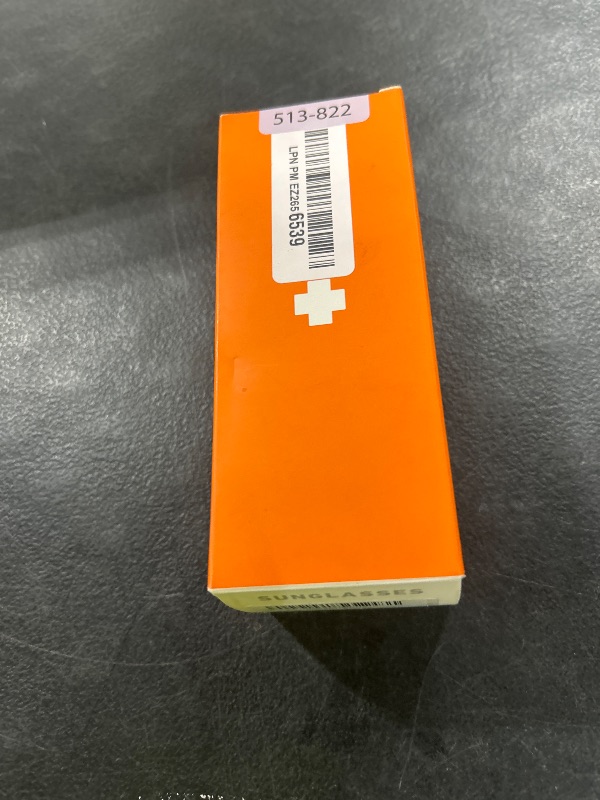 513-822
LPN PM EZ265 6539
SUNGLASSES